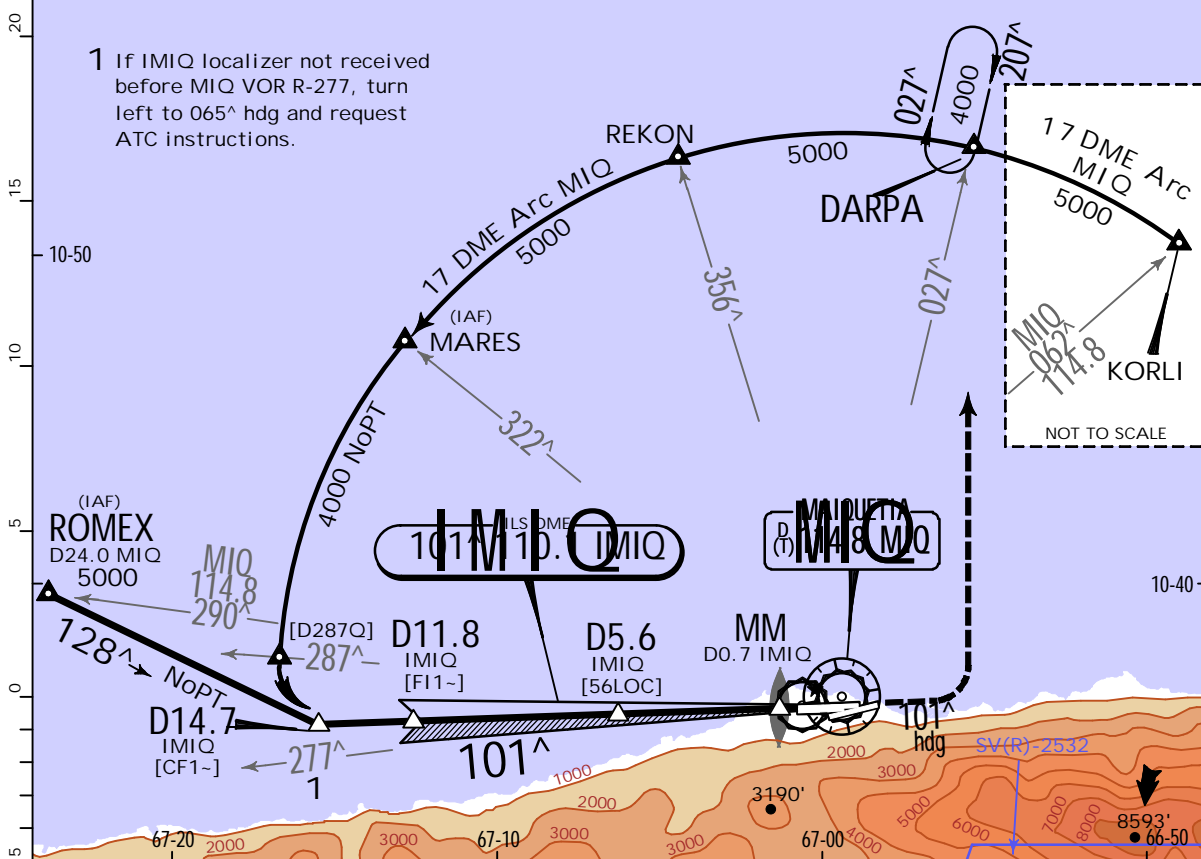 20
1 If IMIQ localizer not received
before MIQ VOR R-277, turn
left to 065^ hdg and request
ATC instructions.
027^
4000
207^
REKON
5000
17 DME Arc
MIQ
5000
15
17 DME Arc MIQ
5000
DARPA
10-50
356^
027^
(IAF)
MARES
MIQ
062^
114.8
KORLI
10
322^
NOT TO SCALE
4000 NoPT
(IAF)
ROMEX
D24.0 MIQ
5000
5
ILS DME
101^ 110.1 IMIQ
IMIQ
MAIQUETIA
D
(T)
114.8 MIQ
MIQ
MIQ
114.8
290^
10-40
[D287Q]
287^
D11.8
IMIQ
[FI1~]
D5.6
IMIQ
[56LOC]
MM
D0.7 IMIQ
128^
NoPT
0
D14.7
IMIQ
[CF1~]
277^
1
101^
101^
hdg
SV(R)-2532
1000
2000
2000
3000
3000
3000
2000
3000
4000
5000
6000
7000
8000
3190'
8593'
67-20
67-10
67-00
66-50
5